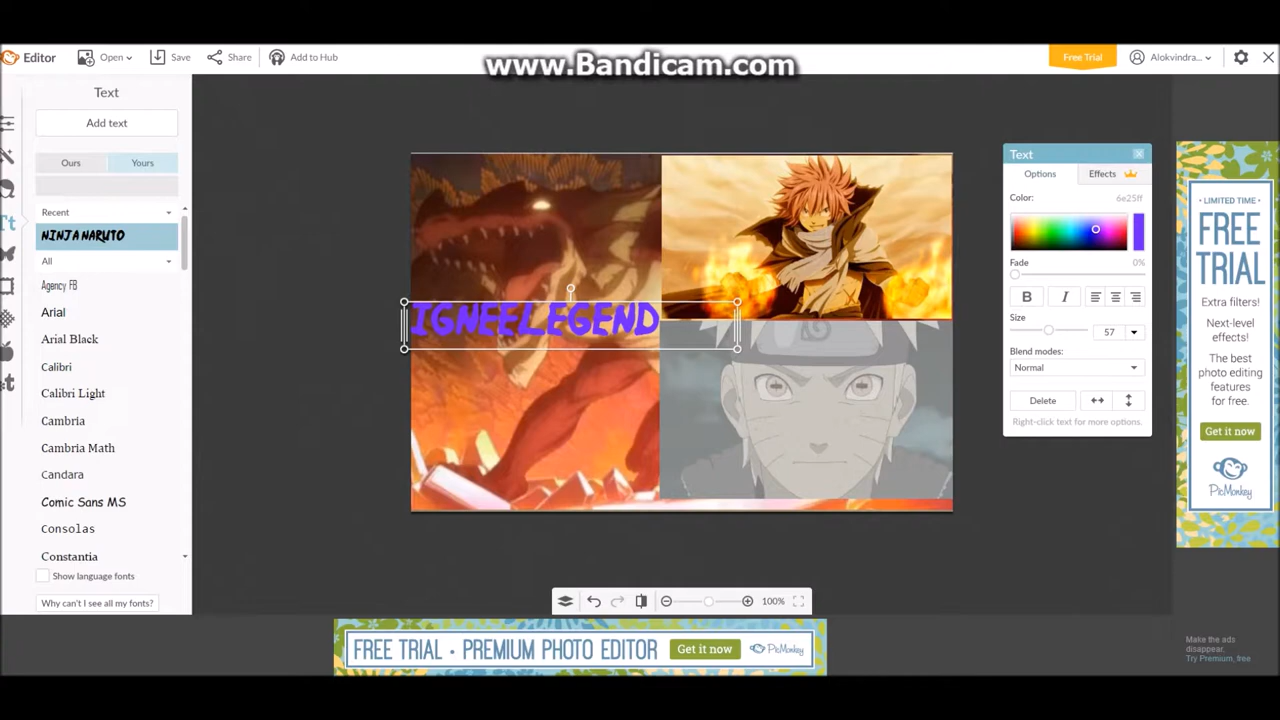 www.Bandicam.com
Editor
Open
Save
Share
Add to Hub
Free Trial
Alokvindra...
Text
Add text
Ours
Yours
Recent
NINJA NARUTO
All
Agency FB
Arial
Arial Black
Calibri
Calibri Light
Cambria
Cambria Math
Candara
Comic Sans MS
Consolas
Constantia
Show language fonts
Why can't I see all my fonts?
IGNEELEGEND
100%
Text
Options
Effects
Color:
6e25ff
Fade
0%
B
I
Size
57
Blend modes:
Normal
Delete
Right-click text for more options.
• LIMITED TIME •
FREE
TRIAL
Extra filters!
Next-level
effects!
The best
photo editing
features
for free.
Get it now
PicMonkey
FREE TRIAL • PREMIUM PHOTO EDITOR
Get it now
PicMonkey
Make the ads
disappear.
Try Premium, free